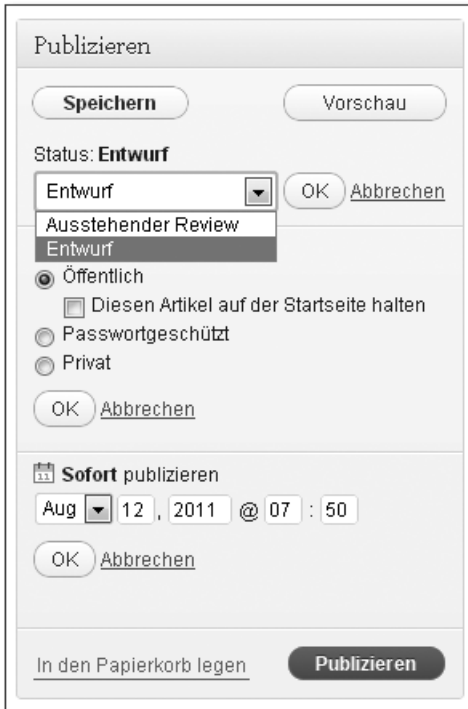 Publizieren
Speichern Vorschau
Status: Entwurf
Entwurf OK Abbrechen
Ausstehender Review
Entwurf
Öffentlich
Diesen Artikel auf der Startseite halten
Passwortgeschützt
Privat
OK Abbrechen
11 Sofort publizieren
Aug 12 , 2011 @ 07 : 50
OK Abbrechen
In den Papierkorb legen Publizieren